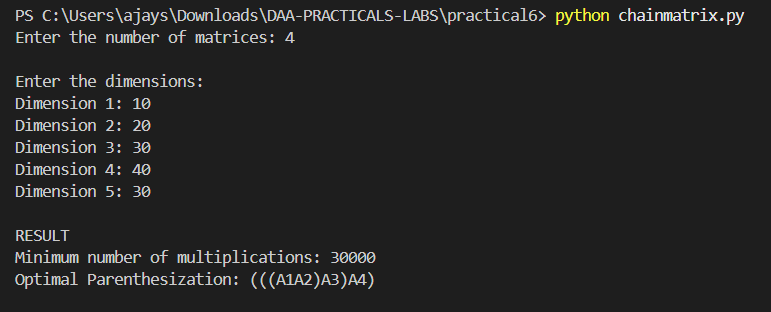 PS C:\Users\ajays\Downloads\DAA-PRACTICALS-LABS\practical6> python chainmatrix.py
Enter the number of matrices: 4
Enter the dimensions:
Dimension 1: 10
Dimension 2: 20
Dimension 3: 30
Dimension 4: 40
Dimension 5: 30
RESULT
Minimum number of multiplications: 30000
Optimal Parenthesization: (((A1A2)A3)A4)